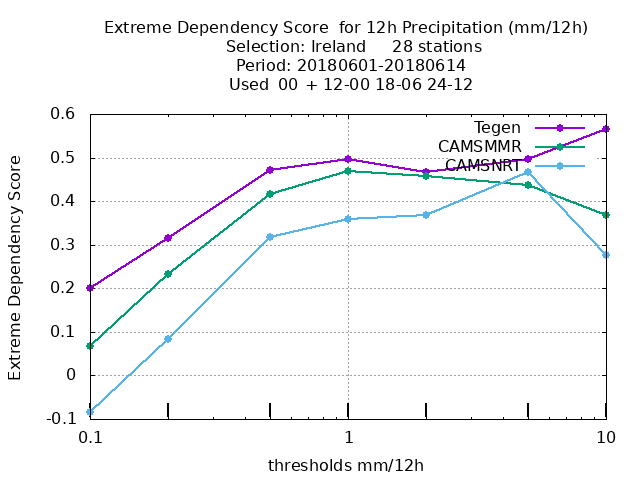 Extreme Dependency Score  for 12h Precipitation (mm/12h)
Selection: Ireland     28 stations
Period: 20180601-20180614
Used  00 + 12-00 18-06 24-12
Tegen
CAMSMMR
CAMSNRT
Extreme Dependency Score
0.6
0.5
0.4
0.3
0.2
0.1
0
-0.1
0.1 1 10
thresholds mm/12h